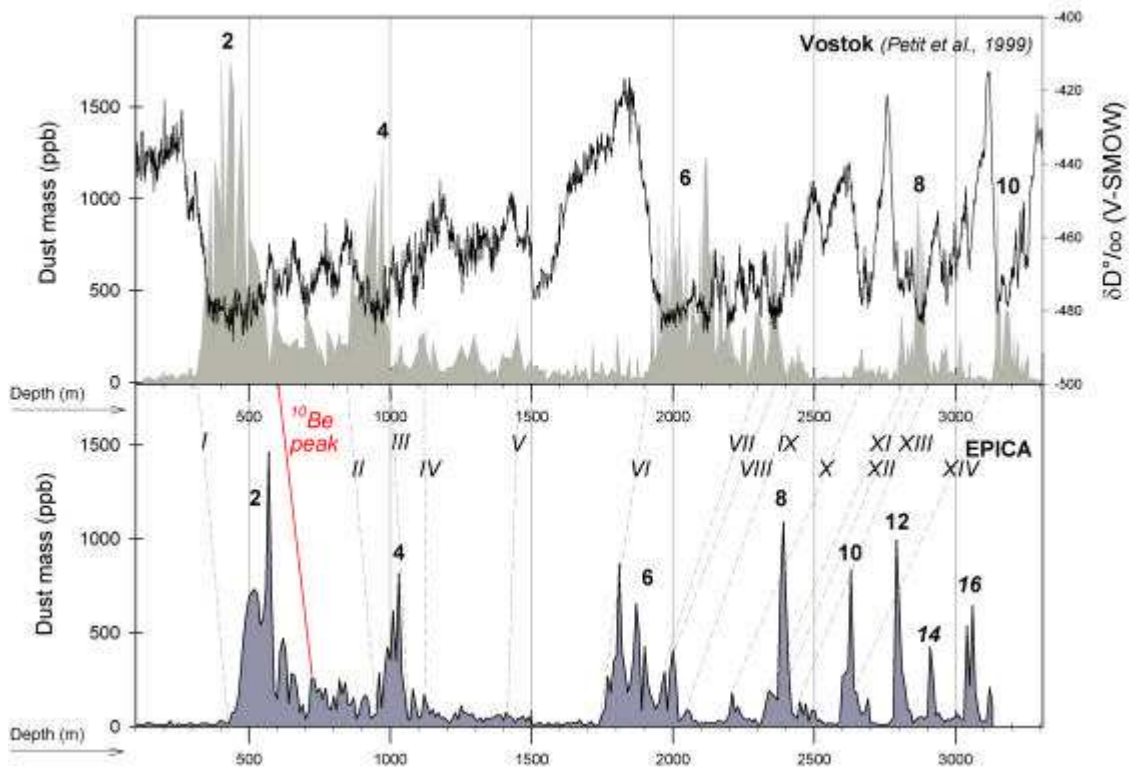 Vostok (Petit et al., 1999)
2
4
6
8
10
Dust mass (ppb)
1500
1000
500
0
-400
-420
-440
-460
-480
-500
δD°/oo (V-SMOW)
Depth (m)
500
1000
1500
2000
2500
3000
10Be
peak
I
II
III
IV
V
VI
VII
VIII
IX
X
XI
XII
XIII
XIV
EPICA
Dust mass (ppb)
1500
1000
500
0
2
4
6
8
10
12
14
16
Depth (m)
500
1000
1500
2000
2500
3000